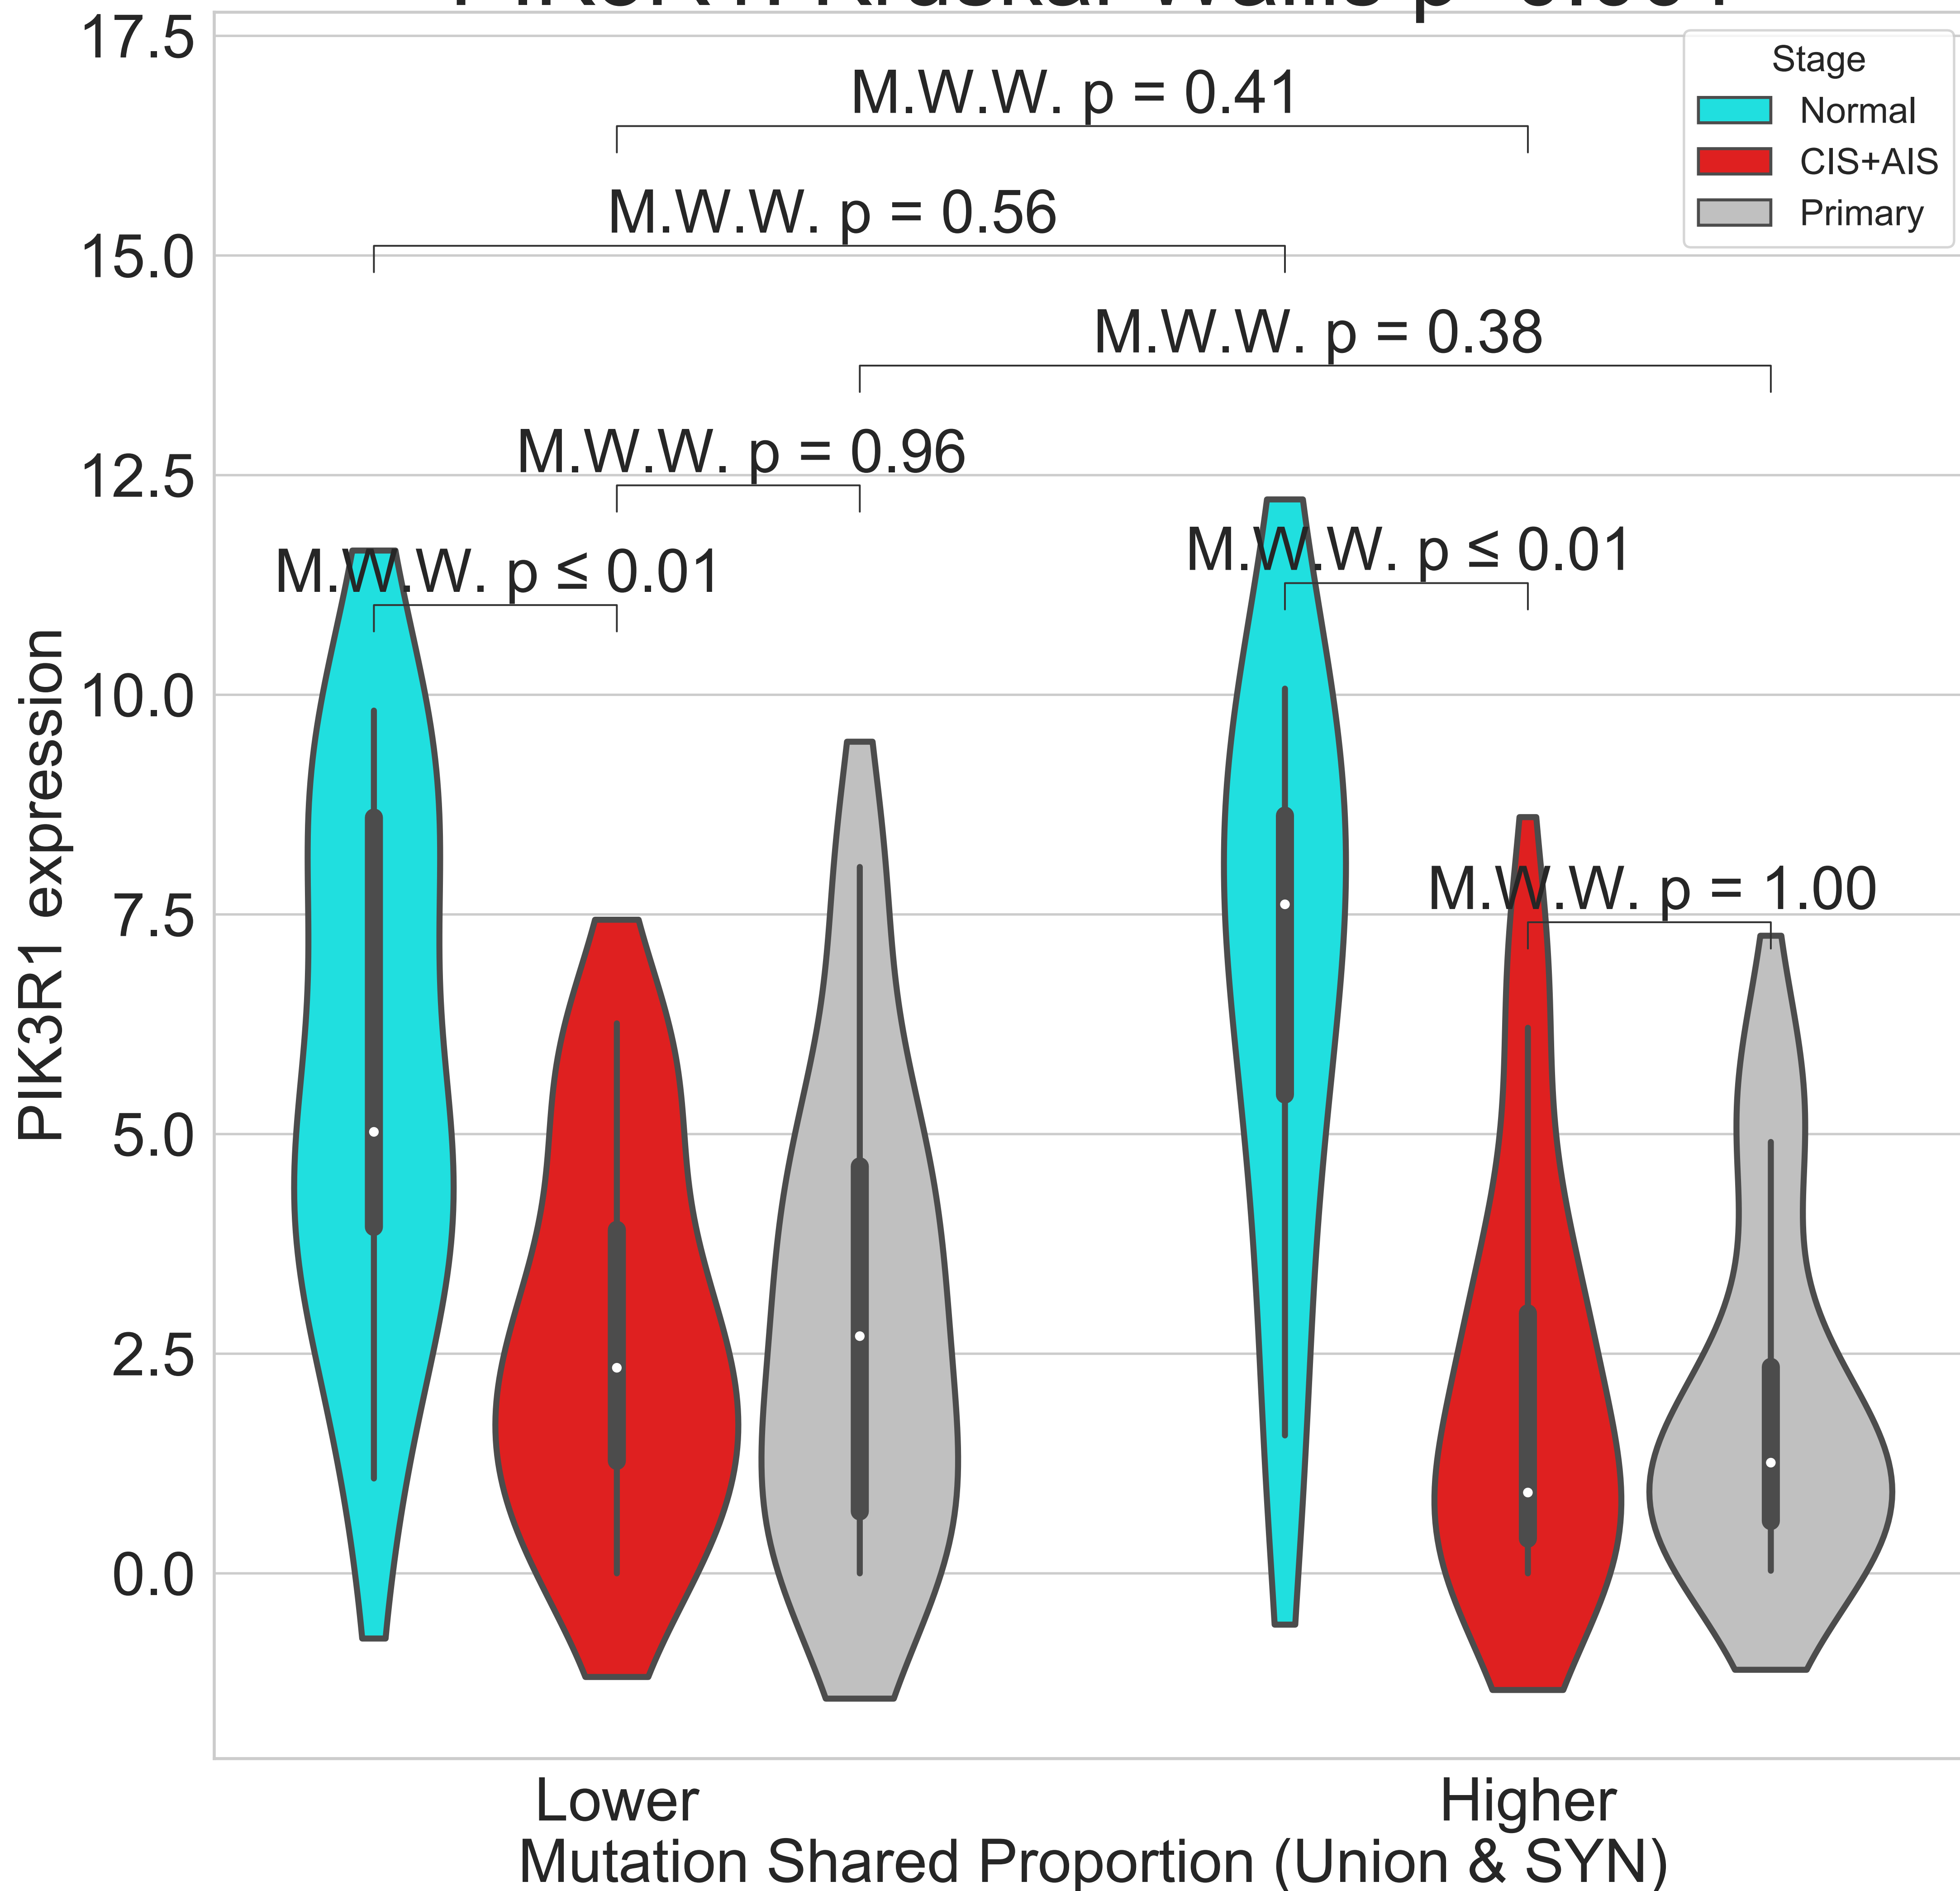 17.5
15.0
12.5
10.0
7.5
5.0
2.5
0.0
PIK3R1 expression
M.W.W. p = 0.41
M.W.W. p = 0.56
M.W.W. p = 0.38
M.W.W. p = 0.96
M.W.W. p ≤ 0.01
M.W.W. p ≤ 0.01
M.W.W. p = 1.00
Stage
Normal
CIS+AIS
Primary
Lower
Higher
Mutation Shared Proportion (Union & SYN)